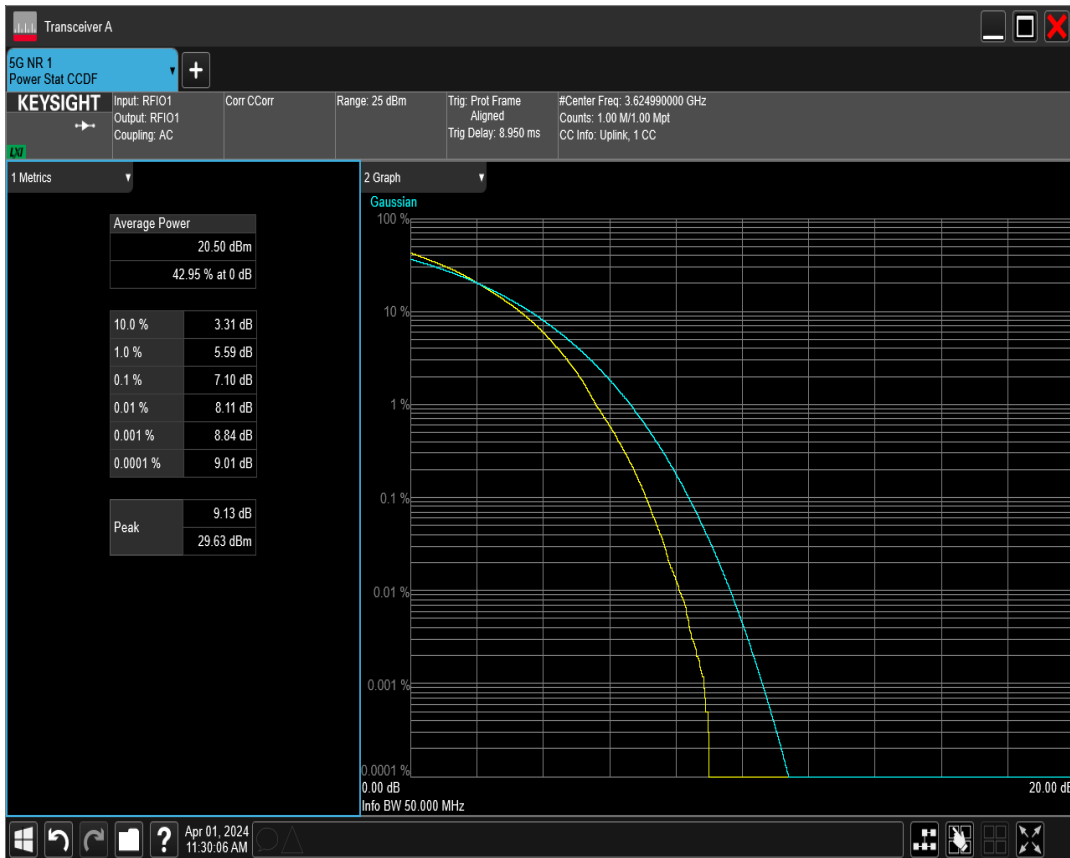 Transceiver A
5G NR 1
Power Stat CCDF
+
KEYSIGHT
LXI
Input: RFIO1
Output: RFIO1
Coupling: AC
Corr CCorr
Range: 25 dBm
Trig: Prot Frame
Aligned
Trig Delay: 8.950 ms
#Center Freq: 3.624990000 GHz
Counts: 1.00 M/1.00 Mpt
CC Info: Uplink, 1 CC
1 Metrics
Average Power
20.50 dBm
42.95 % at 0 dB
10.0 % 3.31 dB
1.0 % 5.59 dB
0.1 % 7.10 dB
0.01 % 8.11 dB
0.001 % 8.84 dB
0.0001 % 9.01 dB
Peak
9.13 dB
29.63 dBm
2 Graph
Gaussian
100 %
10 %
1 %
0.1 %
0.01 %
0.001 %
0.0001 %
0.00 dB 20.00 dB
Info BW 50.000 MHz
?
Apr 01, 2024
11:30:06 AM